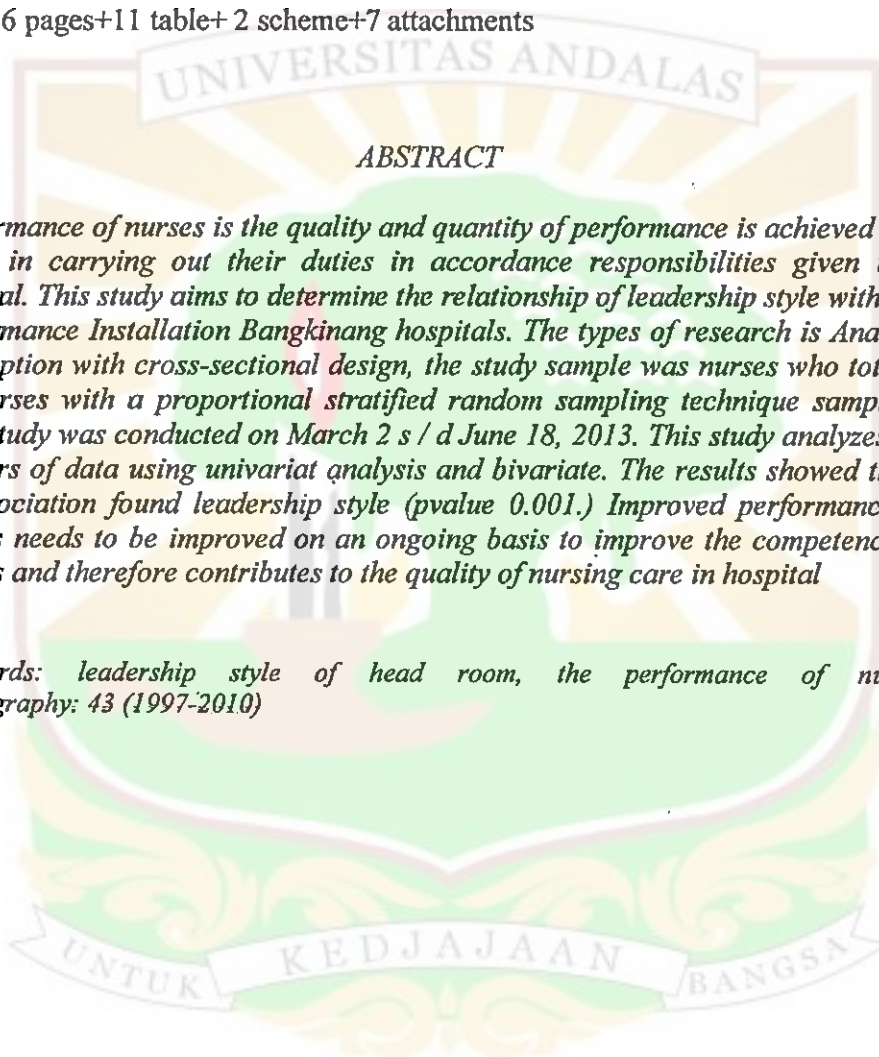 6 pages+11 table+ 2 scheme+7 attachments
UNIVERSITAS ANDALAS
ABSTRACT
rmance of nurses is the quality and quantity of performance is achieved
in carrying out their duties in accordance responsibilities given
al. This study aims to determine the relationship of leadership style with
rmance Installation Bangkinang hospitals. The types of research is Ana
ption with cross-sectional design, the study sample was nurses who tot
rses with a proportional stratified random sampling technique samp
tudy was conducted on March 2 s / d June 18, 2013. This study analyzes
rs of data using univariat analysis and bivariate. The results showed t
ociation found leadership style (pvalue 0.001.) Improved performanc
s needs to be improved on an ongoing basis to improve the competenc
s and therefore contributes to the quality of nursing care in hospital
rds: leadership style of head room, the performance of nu
graphy: 43 (1997-2010)
UNTUK KEDJAJAAN BANGSA